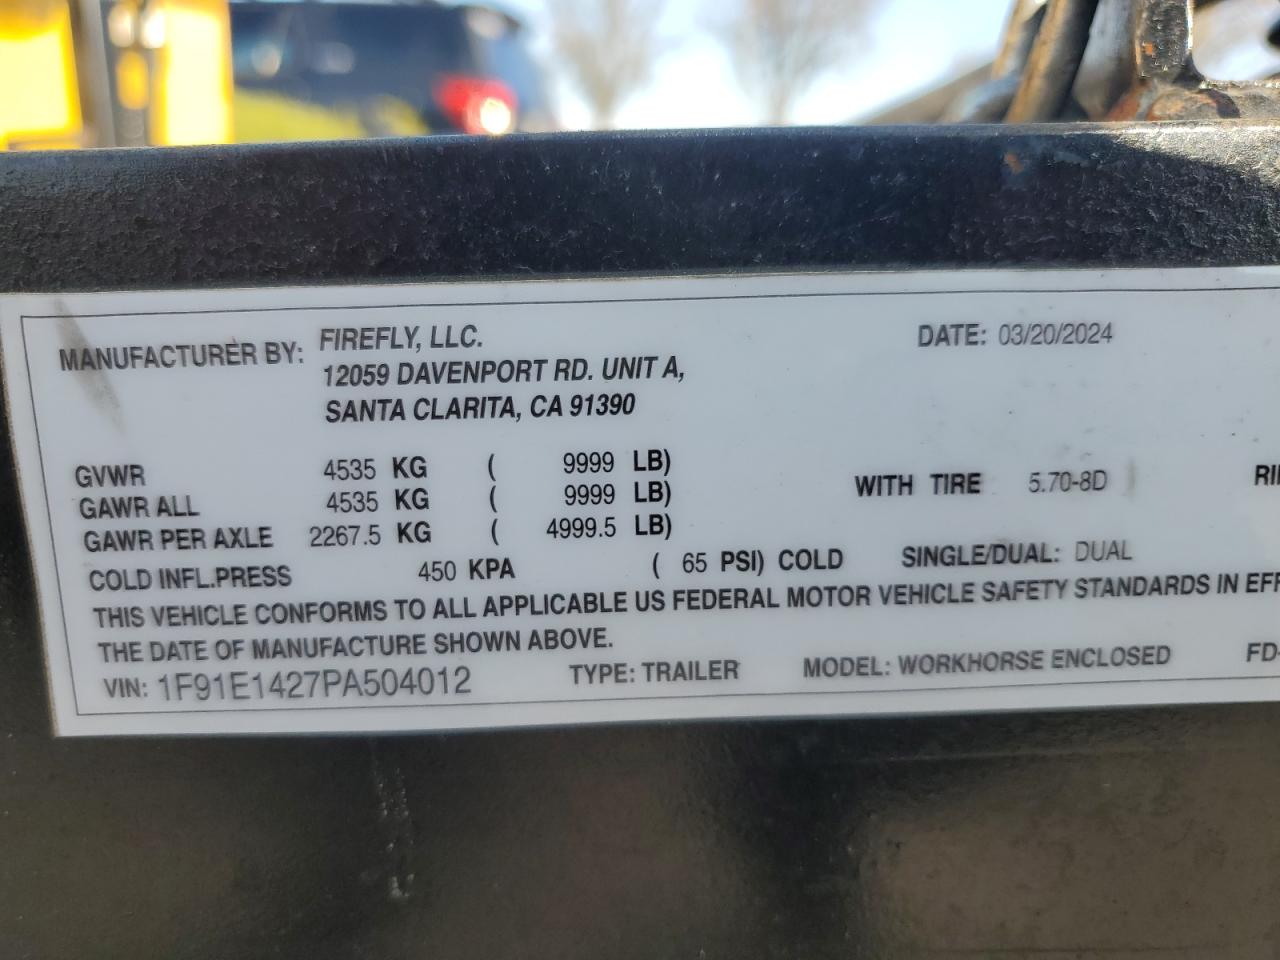 MANUFACTURER BY: FIREFLY, LLC. DATE: 03/20/2024
12059 DAVENPORT RD. UNIT A,
SANTA CLARITA, CA 91390
GVWR 4535 KG ( 9999 LB)
GAWR ALL 4535 KG ( 9999 LB) WITH TIRE 5.70-8D
GAWR PER AXLE 2267.5 KG ( 4999.5 LB)
COLD INFL.PRESS 450 KPA ( 65 PSI) COLD SINGLE/DUAL: DUAL
THIS VEHICLE CONFORMS TO ALL APPLICABLE US FEDERAL MOTOR VEHICLE SAFETY STANDARDS IN
THE DATE OF MANUFACTURE SHOWN ABOVE.
VIN: 1F91E1427PA504012 TYPE: TRAILER MODEL: WORKHORSE ENCLOSED